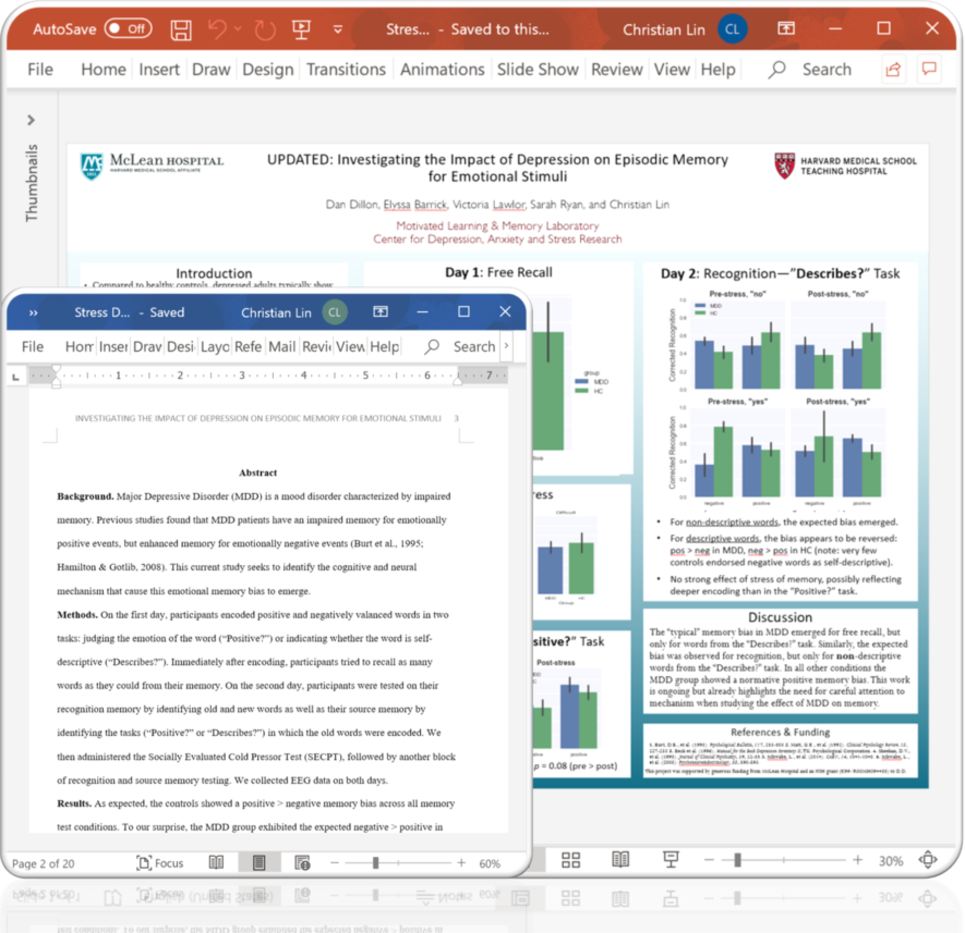 AutoSave Off Stres... - Saved to this... Christian Lin CL
File Home Insert Draw Design Transitions Animations Slide Show Review View Help Search
Thumbnails
McLEAN HOSPITAL
HARVARD MEDICAL SCHOOL AFFILIATE
UPDATED: Investigating the Impact of Depression on Episodic Memory
for Emotional Stimuli
HARVARD MEDICAL SCHOOL
TEACHING HOSPITAL
Dan Dillon, Elyssa Barrick, Victoria Lawlor, Sarah Ryan, and Christian Lin
Motivated Learning & Memory Laboratory
Center for Depression, Anxiety and Stress Research
Introduction
• Compared to healthy controls, depressed adults typically show
Day 1: Free Recall
group
MDD
HC
Day 2: Recognition—"Describes?" Task
Pre-stress, "no"
Post-stress, "no"
MDD
HC
Corrected Recognition
Pre-stress, "yes"
Post-stress, "yes"
Corrected Recognition
negative positive negative positive
• For non-descriptive words, the expected bias emerged.
• For descriptive words, the bias appears to be reversed:
pos > neg in MDD, neg > pos in HC (note: very few
controls endorsed negative words as self-descriptive).
• No strong effect of stress of memory, possibly reflecting
deeper encoding than in the "Positive?" task.
Discussion
The "typical" memory bias in MDD emerged for free recall, but
only for words from the "Describes?" task. Similarly, the expected
bias was observed for recognition, but only for non-descriptive
words from the "Describes?" task. In all other conditions the
MDD group showed a normative positive memory bias. This work
is ongoing but already highlights the need for careful attention to
mechanism when studying the effect of MDD on memory.
References & Funding
ress
sitive?" Task
Post-stress
p = 0.08 (pre > post)
30%
Stress D... - Saved Christian Lin CL
File Hom Inser Draw Desi Layo Refe Mail Revi View Help Search
1 2 3 4 5 6 7
INVESTIGATING THE IMPACT OF DEPRESSION ON EPISODIC MEMORY FOR EMOTIONAL STIMULI 3
Abstract
Background. Major Depressive Disorder (MDD) is a mood disorder characterized by impaired
memory. Previous studies found that MDD patients have an impaired memory for emotionally
positive events, but enhanced memory for emotionally negative events (Burt et al., 1995;
Hamilton & Gotlib, 2008). This current study seeks to identify the cognitive and neural
mechanism that cause this emotional memory bias to emerge.
Methods. On the first day, participants encoded positive and negatively valanced words in two
tasks: judging the emotion of the word ("Positive?") or indicating whether the word is self-
descriptive ("Describes?"). Immediately after encoding, participants tried to recall as many
words as they could from their memory. On the second day, participants were tested on their
recognition memory by identifying old and new words as well as their source memory by
identifying the tasks ("Positive?" or "Describes?") in which the old words were encoded. We
then administered the Socially Evaluated Cold Pressor Test (SECPT), followed by another block
of recognition and source memory testing. We collected EEG data on both days.
Results. As expected, the controls showed a positive > negative memory bias across all memory
test conditions. To our surprise, the MDD group exhibited the expected negative > positive in
Page 2 of 20 Focus 60%